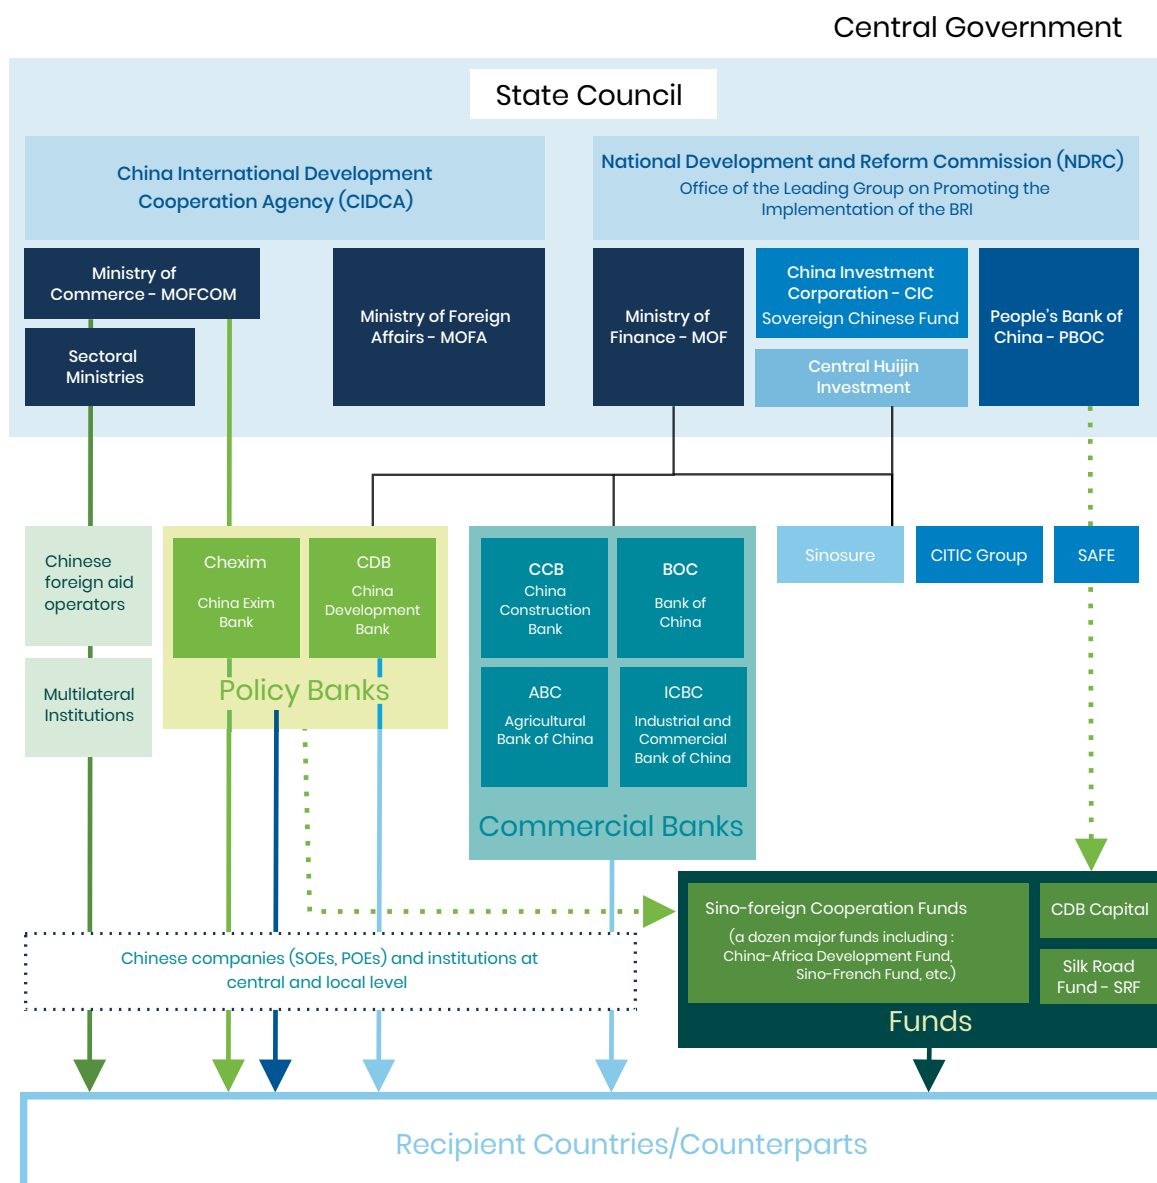 Central Government
State Council
China International Development
Cooperation Agency (CIDCA)
National Development and Reform Commission (NDRC)
Office of the Leading Group on Promoting the
Implementation of the BRI
Ministry of
Commerce - MOFCOM
Sectoral
Ministries
Ministry of Foreign
Affairs - MOFA
Ministry of
Finance - MOF
China Investment
Corporation - CIC
Sovereign Chinese Fund
Central Huijin
Investment
People's Bank of
China - PBOC
Chinese
foreign aid
operators
Multilateral
Institutions
Chexim
China Exim
Bank
CDB
China
Development
Bank
Policy Banks
CCB
China
Construction
Bank
BOC
Bank of
China
ABC
Agricultural
Bank of China
ICBC
Industrial and
Commercial
Bank of China
Commercial Banks
Sinosure
CITIC Group
SAFE
Sino-foreign Cooperation Funds
(a dozen major funds including :
China-Africa Development Fund,
Sino-French Fund, etc.)
CDB Capital
Silk Road
Fund - SRF
Funds
Chinese companies (SOEs, POEs) and institutions at
central and local level
Recipient Countries/Counterparts